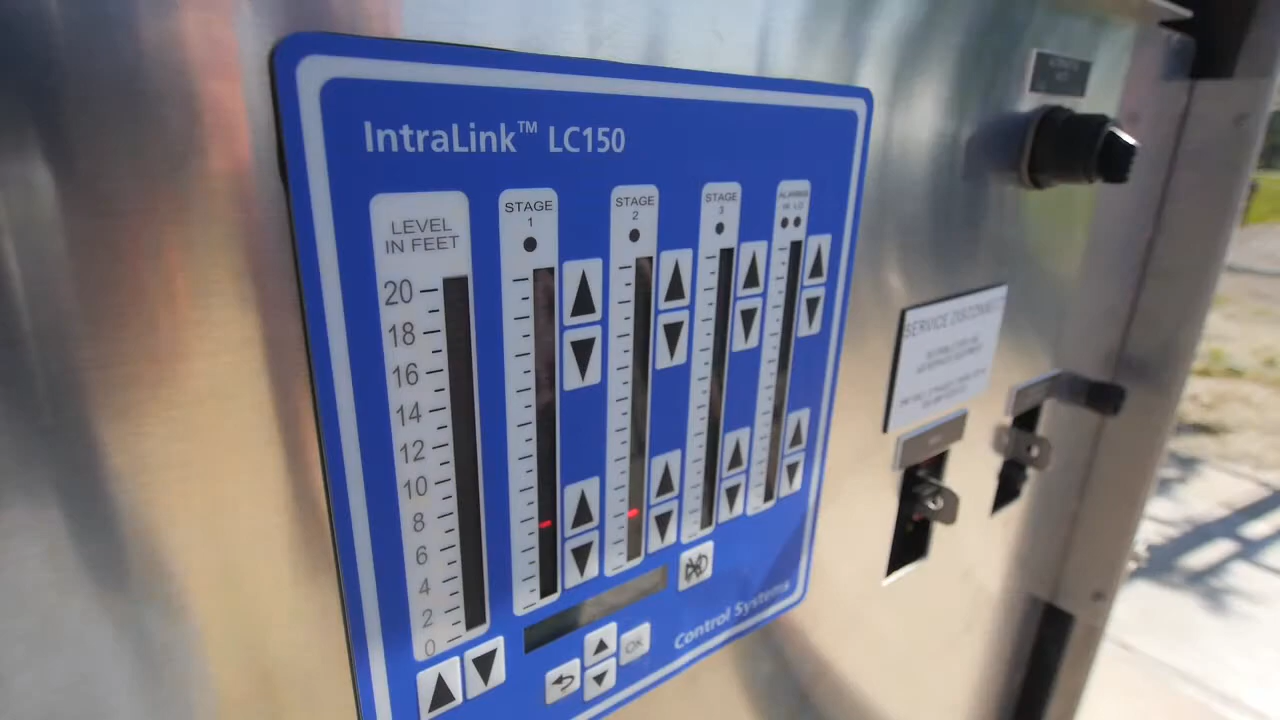 IntraLink™ LC150
LEVEL
IN FEET
20
18
16
14
12
10
8
6
4
2
0
STAGE
1
STAGE
2
STAGE
3
ALARMS
HI LO
OK
Control Systems
SERVICE DISCONNECT